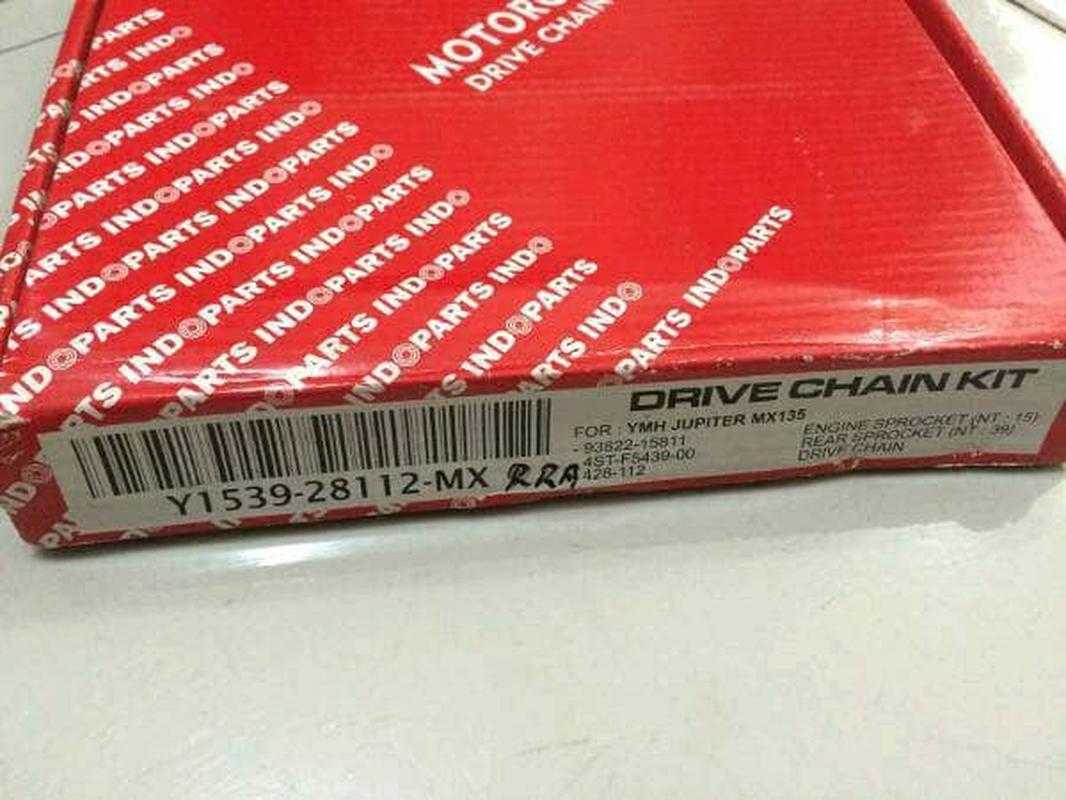 MOTORC
DRIVE CHAIN
INDOPARTS INDOPARTS INDOPARTS
DRIVE CHAIN KIT
FOR : YMH JUPITER MX135
- 93822-15811 ENGINE SPROCKET (NT : 15)
4ST-F5439-00 REAR SPROCKET (NT : 39)
428-112 DRIVE CHAIN
Y1539-28112-MX RRA